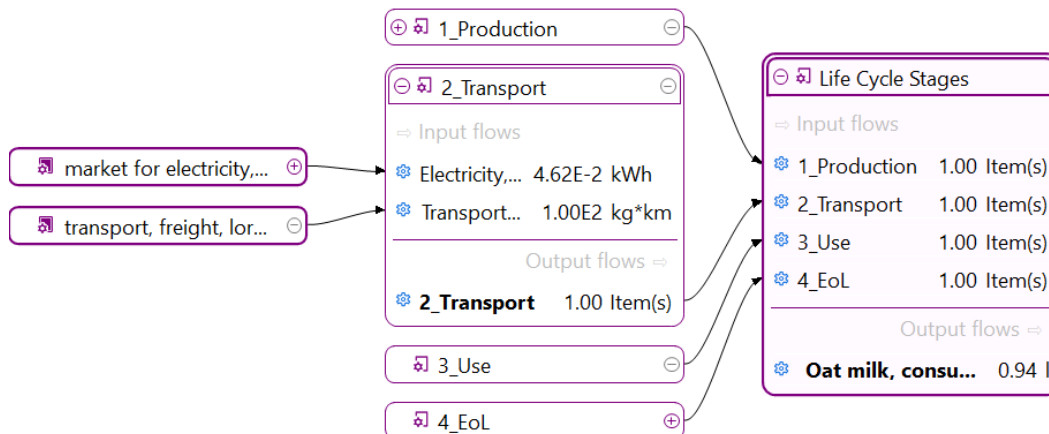 1_Production
2_Transport
⇨ Input flows
Electricity,... 4.62E-2 kWh
Transport... 1.00E2 kg*km
Output flows ⇨
2_Transport 1.00 Item(s)
market for electricity,...
transport, freight, lor...
3_Use
4_EoL
Life Cycle Stages
⇨ Input flows
1_Production 1.00 Item(s)
2_Transport 1.00 Item(s)
3_Use 1.00 Item(s)
4_EoL 1.00 Item(s)
Output flows ⇨
Oat milk, consu... 0.94